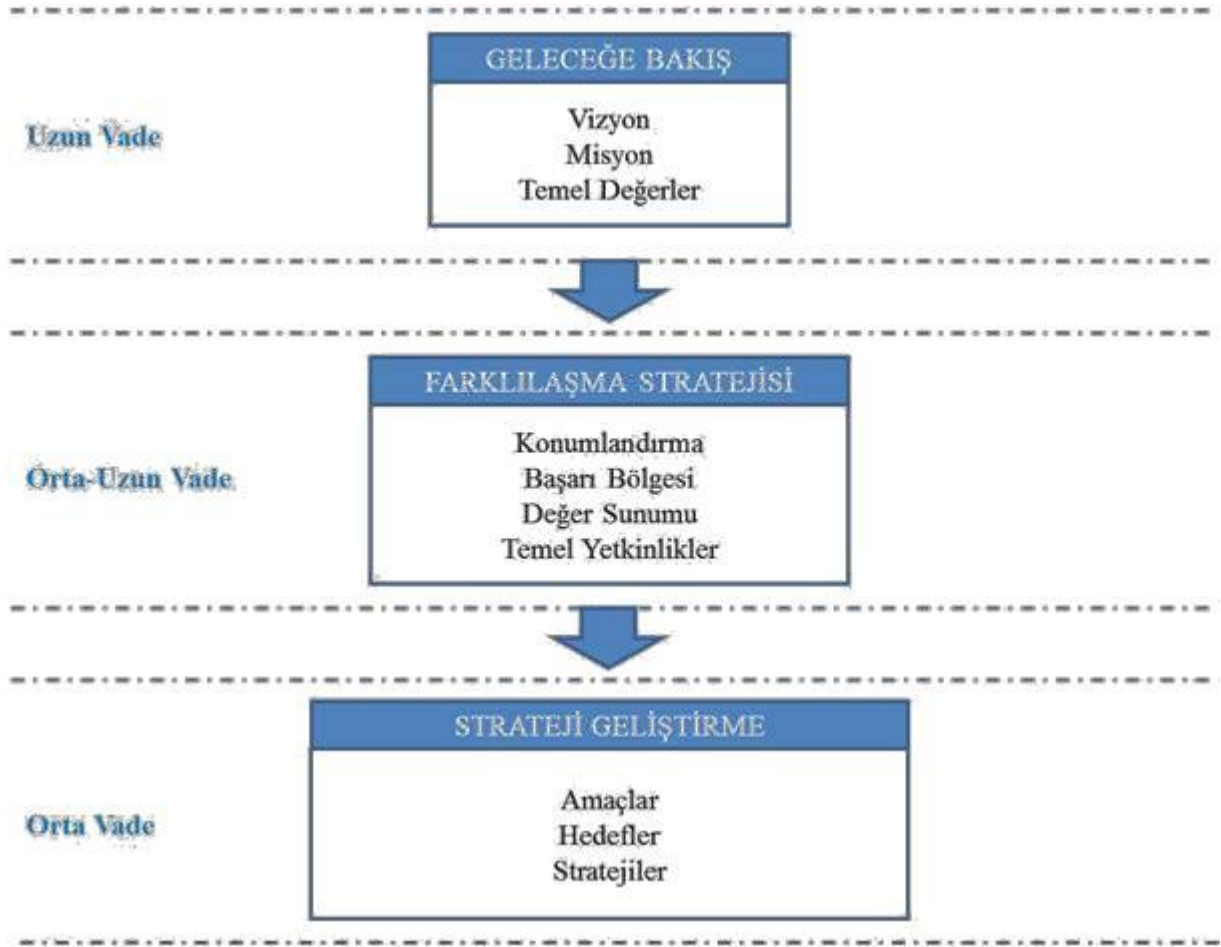 GELECEĞE BAKIŞ
Uzun Vade
Vizyon
Misyon
Temel Değerler
FARKLILAŞMA STRATEJİSİ
Orta-Uzun Vade
Konumlandırma
Başarı Bölgesi
Değer Sunumu
Temel Yetkinlikler
STRATEJİ GELİŞTİRME
Orta Vade
Amaçlar
Hedefler
Stratejiler